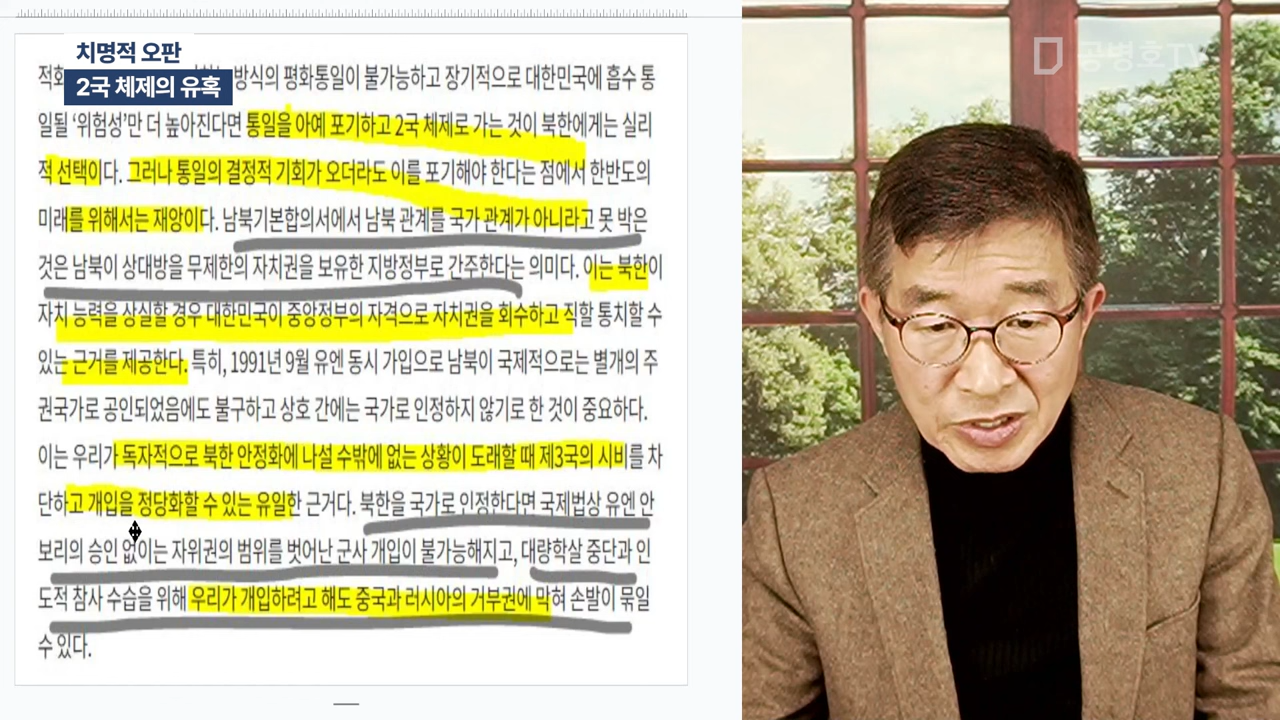 치명적 오판
2국 체제의 유혹
방식의 평화통일이 불가능하고 장기적으로 대한민국에 흡수 통
일될 ‘위험성’만 더 높아진다면 통일을 아예 포기하고 2국 체제로 가는 것이 북한에게는 실리
적 선택이다. 그러나 통일의 결정적 기회가 오더라도 이를 포기해야 한다는 점에서 한반도의
미래를 위해서는 재앙이다. 남북기본합의서에서 남북 관계를 국가 관계가 아니라고 못 박은
것은 남북이 상대방을 무제한의 자치권을 보유한 지방정부로 간주한다는 의미다. 이는 북한이
자치 능력을 상실할 경우 대한민국이 중앙정부의 자격으로 자치권을 회수하고 직할 통치할 수
있는 근거를 제공한다. 특히, 1991년 9월 유엔 동시 가입으로 남북이 국제적으로는 별개의 주
권국가로 공인되었음에도 불구하고 상호 간에는 국가로 인정하지 않기로 한 것이 중요하다.
이는 우리가 독자적으로 북한 안정화에 나설 수밖에 없는 상황이 도래할 때 제3국의 시비를 차
단하고 개입을 정당화할 수 있는 유일한 근거다. 북한을 국가로 인정한다면 국제법상 유엔 안
보리의 승인 없이는 자위권의 범위를 벗어난 군사 개입이 불가능해지고, 대량학살 중단과 인
도적 참사 수습을 위해 우리가 개입하려고 해도 중국과 러시아의 거부권에 막혀 손발이 묶일
수 있다.
공병호TV